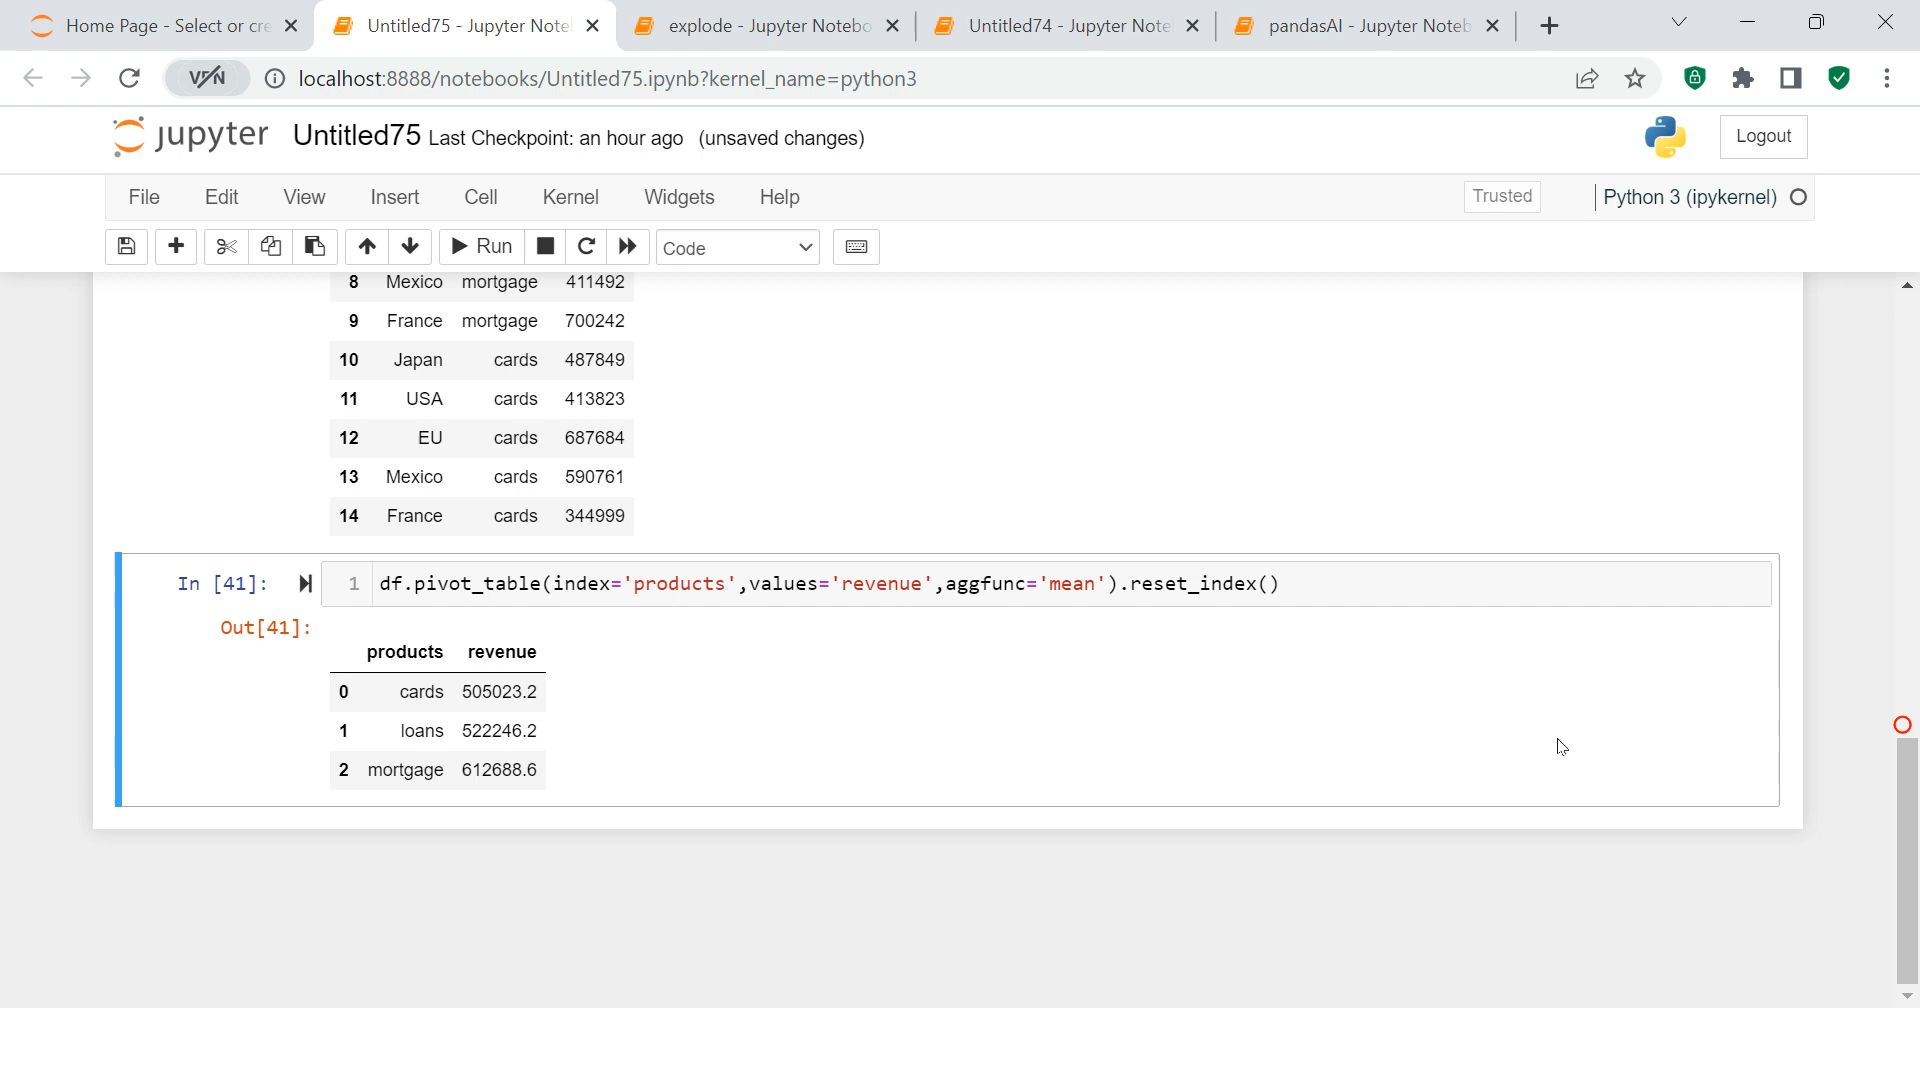 Home Page - Select or cre
Untitled75 - Jupyter Note
explode - Jupyter Notebo
Untitled74 - Jupyter Note
pandasAI - Jupyter Noteb
VPN
localhost:8888/notebooks/Untitled75.ipynb?kernel_name=python3
jupyter Untitled75 Last Checkpoint: an hour ago (unsaved changes)
Logout
File Edit View Insert Cell Kernel Widgets Help
Trusted
Python 3 (ipykernel)
Run
Code
8 Mexico mortgage 411492
9 France mortgage 700242
10 Japan cards 487849
11 USA cards 413823
12 EU cards 687684
13 Mexico cards 590761
14 France cards 344999
In [41]: 1 df.pivot_table(index='products',values='revenue',aggfunc='mean').reset_index()
Out[41]:
products revenue
0 cards 505023.2
1 loans 522246.2
2 mortgage 612688.6